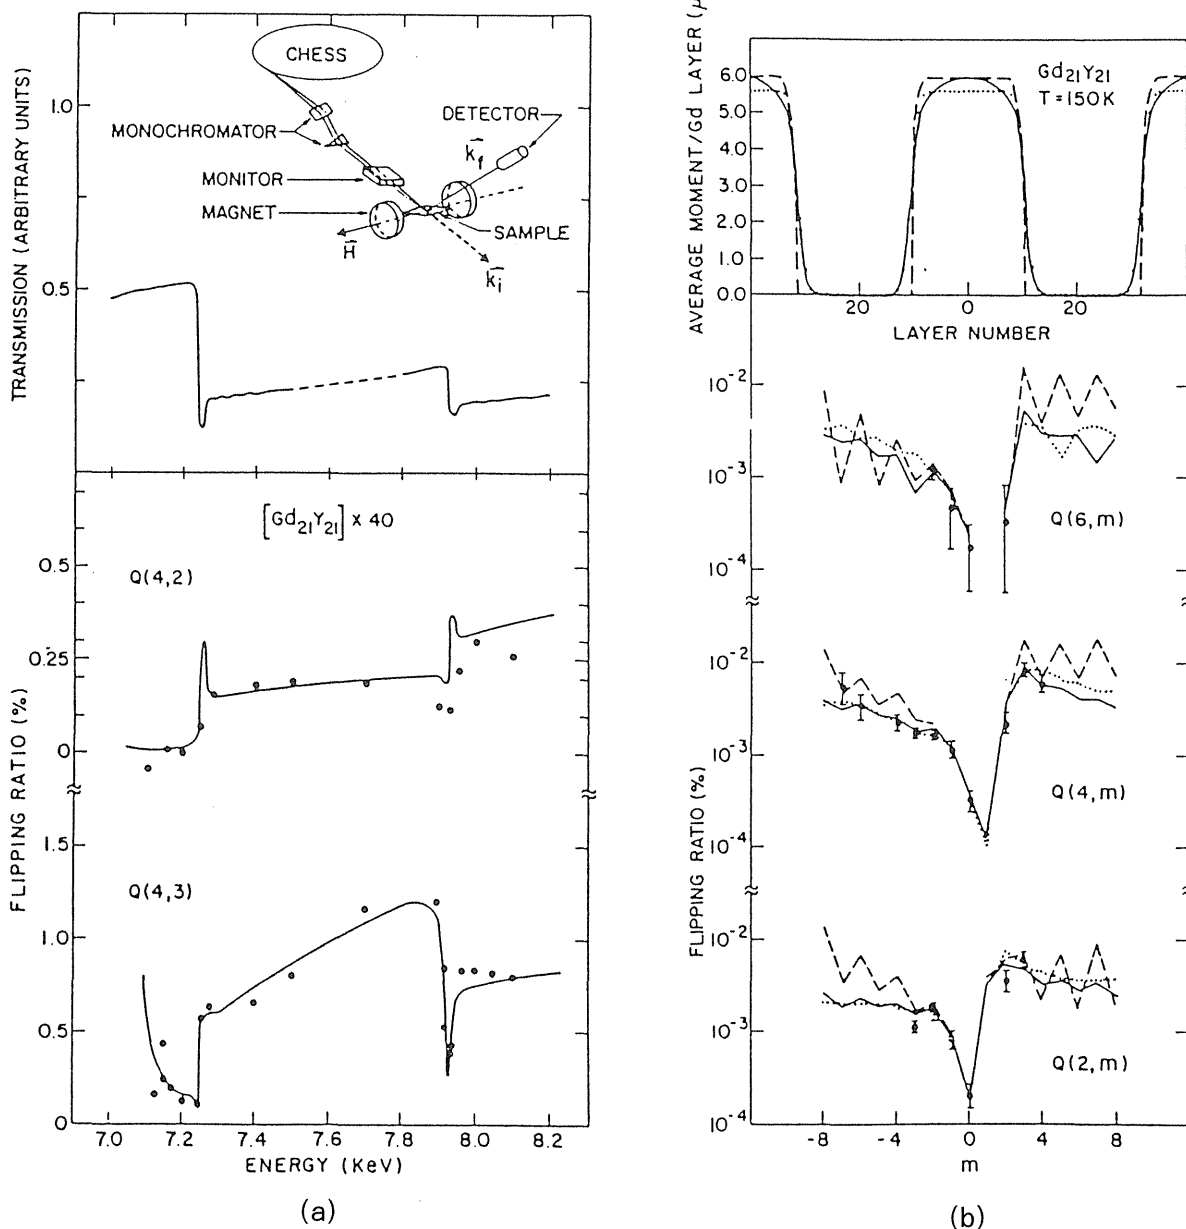 CHESS
MONOCHROMATOR
MONITOR
MAGNET
DETECTOR
SAMPLE
H
k_f
k_i
TRANSMISSION (ARBITRARY UNITS)
1.0
0.5
[Gd21Y21] x 40
Q(4,2)
0.5
0.25
0
FLIPPING RATIO (%)
Q(4,3)
1.5
1.0
0.5
0
7.0 7.2 7.4 7.6 7.8 8.0 8.2
ENERGY (KeV)
(a)
AVERAGE MOMENT/Gd LAYER (μ
6.0
5.0
4.0
3.0
2.0
1.0
0.0
Gd21Y21
T=150K
20 0 20
LAYER NUMBER
10^-2
10^-3
10^-4
Q(6,m)
10^-2
10^-3
10^-4
Q(4,m)
FLIPPING RATIO (%)
10^-2
10^-3
10^-4
Q(2,m)
-8 -4 0 4 8
m
(b)